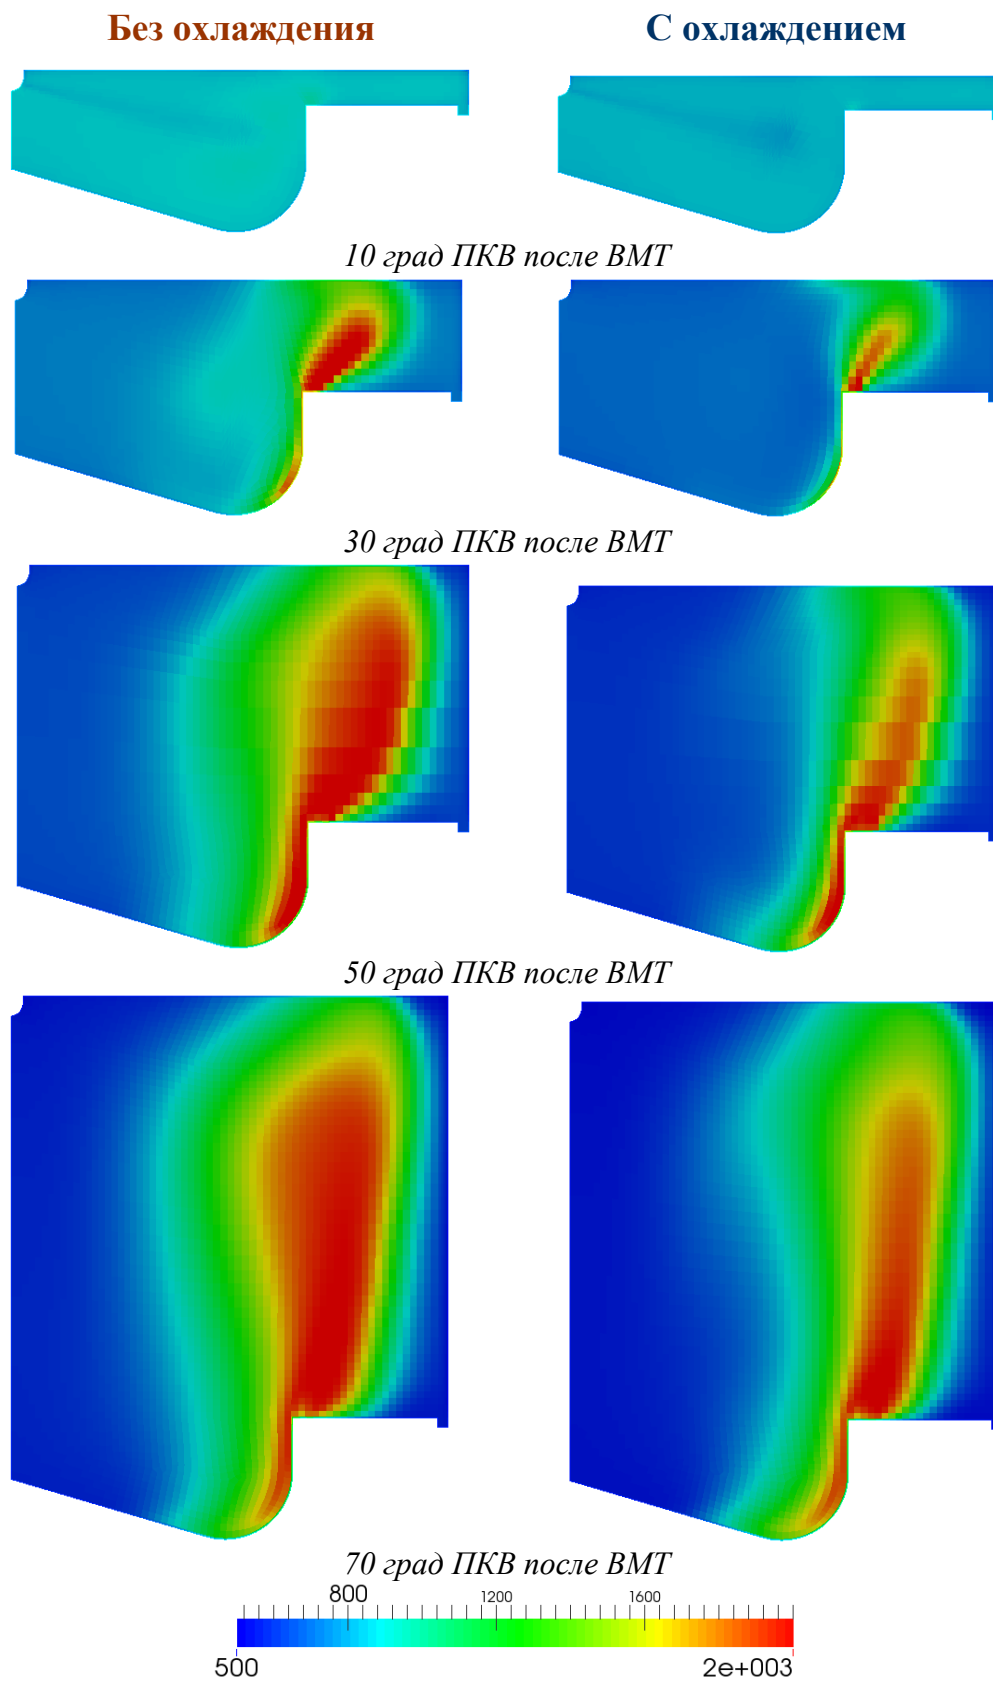 Без охлаждения
С охлаждением
10 град ПКВ после ВМТ
30 град ПКВ после ВМТ
50 град ПКВ после ВМТ
70 град ПКВ после ВМТ
800 1200 1600
500 2e+003